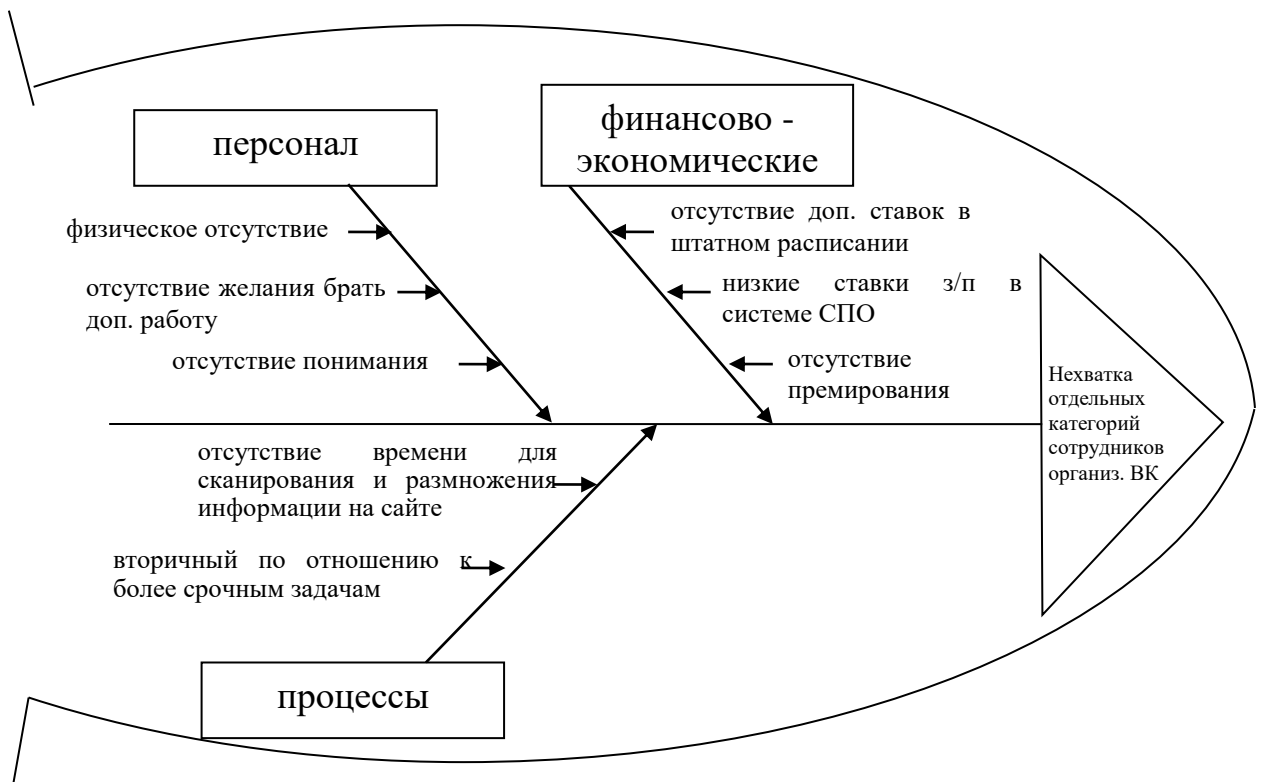 персонал
финансово -
экономические
физическое отсутствие
отсутствие желания брать
доп. работу
отсутствие понимания
отсутствие доп. ставок в
штатном расписании
низкие ставки з/п в
системе СПО
отсутствие
премирования
Нехватка
отдельных
категорий
сотрудников
организ. ВК
отсутствие времени для
сканирования и размножения
информации на сайте
вторичный по отношению к
более срочным задачам
процессы